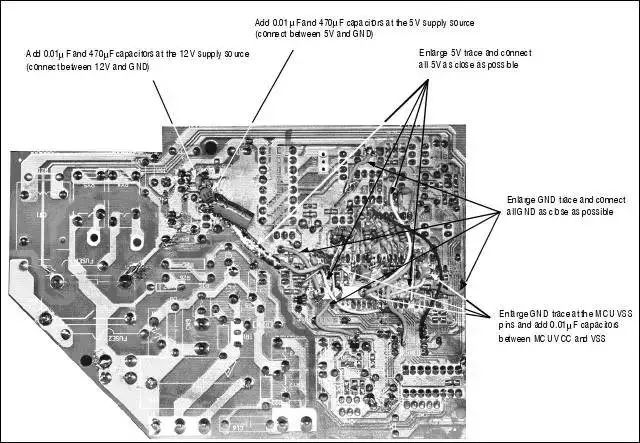 Add 0.01µF and 470µF capacitors at the 5V supply source
(connect between 5V and GND)
Add 0.01µF and 470µF capacitors at the 12V supply source
(connect between 12V and GND)
Enlarge 5V trace and connect
all 5V as close as possible
Enlarge GND trace and connect
all GND as close as possible
Enlarge GND trace at the MCU VSS
pins and add 0.01µF capacitors
between MCU VCC and VSS
FUSE2